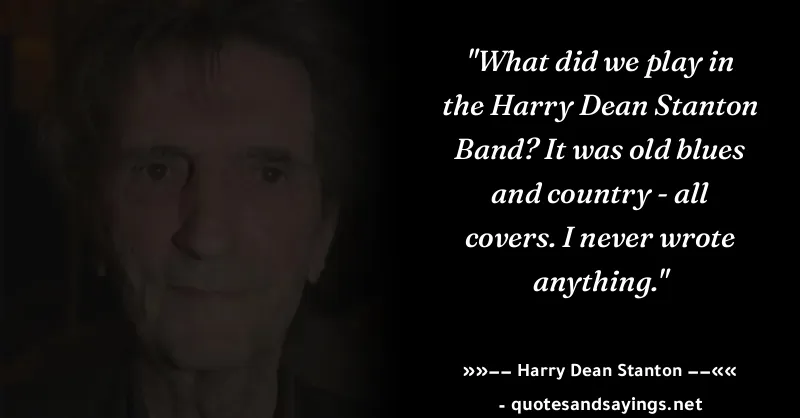 "What did we play in
the Harry Dean Stanton
Band? It was old blues
and country - all
covers. I never wrote
anything."
»»–– Harry Dean Stanton ––««
- quotesandsayings.net